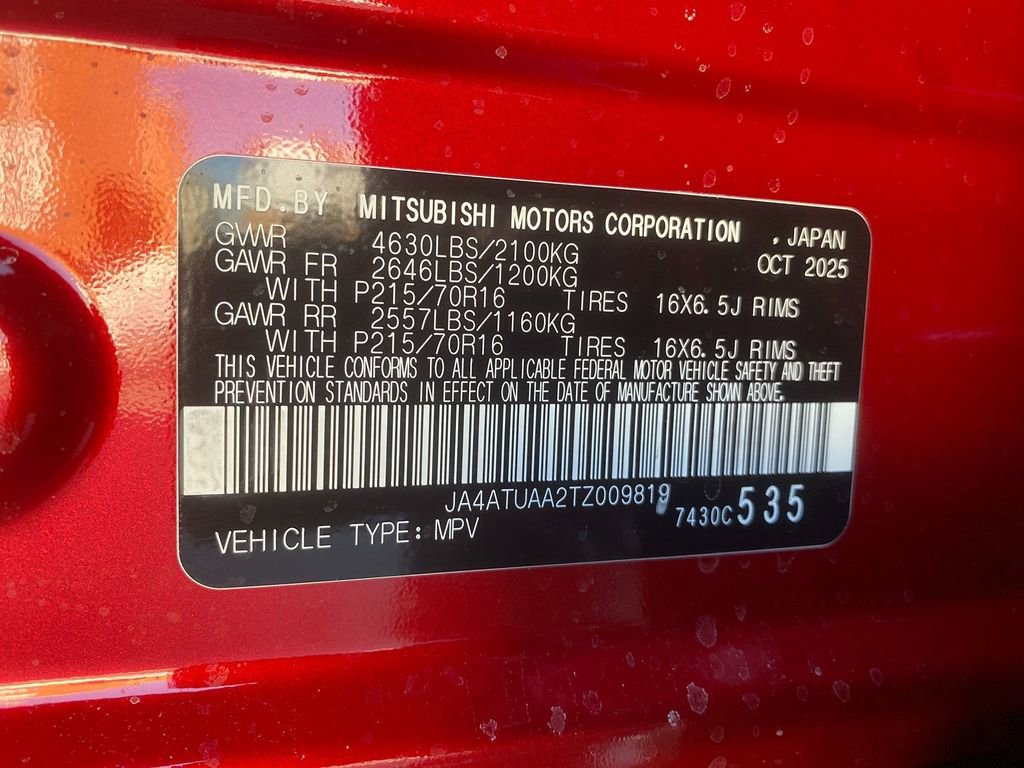 MFD.BY MITSUBISHI MOTORS CORPORATION , JAPAN
GVWR 4630LBS/2100KG OCT 2025
GAWR FR 2646LBS/1200KG
WITH P215/70R16 TIRES 16X6.5J RIMS
GAWR RR 2557LBS/1160KG
WITH P215/70R16 TIRES 16X6.5J RIMS
THIS VEHICLE CONFORMS TO ALL APPLICABLE FEDERAL MOTOR VEHICLE SAFETY AND THEFT
PREVENTION STANDARDS IN EFFECT ON THE DATE OF MANUFACTURE SHOWN ABOVE.
JA4ATUAA2TZ009819 7430C 535
VEHICLE TYPE: MPV